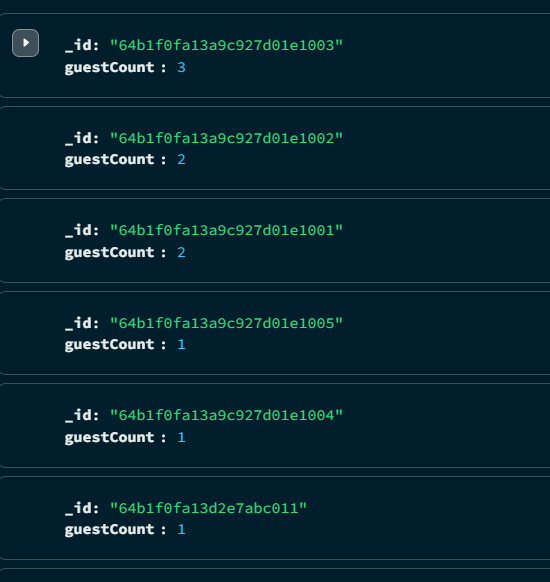 _id: "64b1f0fa13a9c927d01e1003"
guestCount : 3
_id: "64b1f0fa13a9c927d01e1002"
guestCount : 2
_id: "64b1f0fa13a9c927d01e1001"
guestCount : 2
_id: "64b1f0fa13a9c927d01e1005"
guestCount : 1
_id: "64b1f0fa13a9c927d01e1004"
guestCount : 1
_id: "64b1f0fa13d2e7abc011"
guestCount : 1